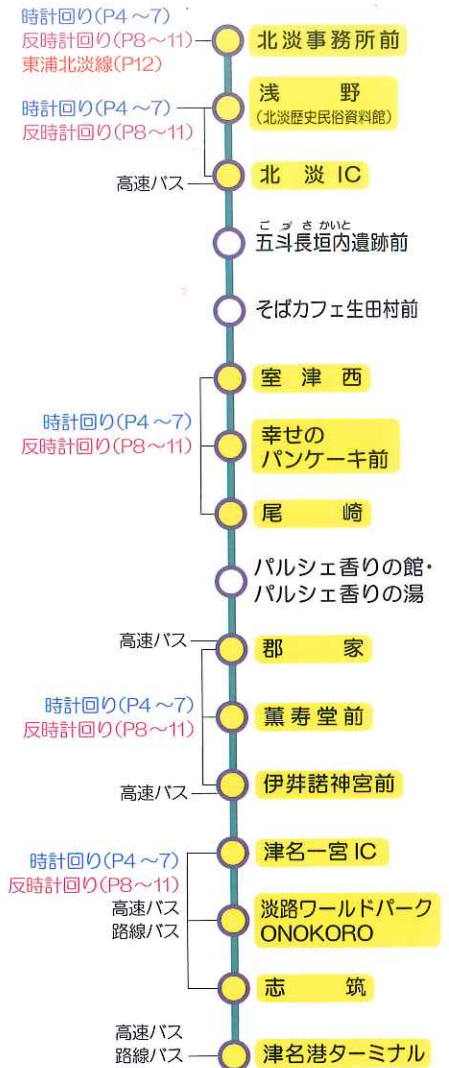 時計回り(P4〜7)
反時計回り(P8〜11)
東浦北淡線(P12)
北淡事務所前
時計回り(P4〜7)
反時計回り(P8〜11)
浅野
(北淡歴史民俗資料館)
高速バス
北淡IC
ごっさかいと
五斗長垣内遺跡前
そばカフェ生田村前
室津西
時計回り(P4〜7)
反時計回り(P8〜11)
幸せの
パンケーキ前
尾崎
パルシェ香りの館・
パルシェ香りの湯
高速バス
郡家
時計回り(P4〜7)
反時計回り(P8〜11)
薫寿堂前
高速バス
伊弉諾神宮前
時計回り(P4〜7)
反時計回り(P8〜11)
高速バス
路線バス
津名一宮IC
淡路ワールドパーク
ONOKORO
志筑
高速バス
路線バス
津名港ターミナル